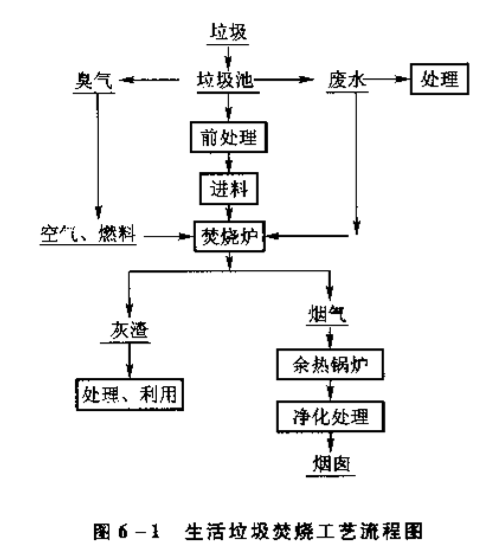 垃圾
臭气 垃圾池 废水 处理
前处理
进料
空气、燃料 焚烧炉
灰渣 烟气
处理、利用 余热锅炉
净化处理
烟囱
图 6-1 生活垃圾焚烧工艺流程图